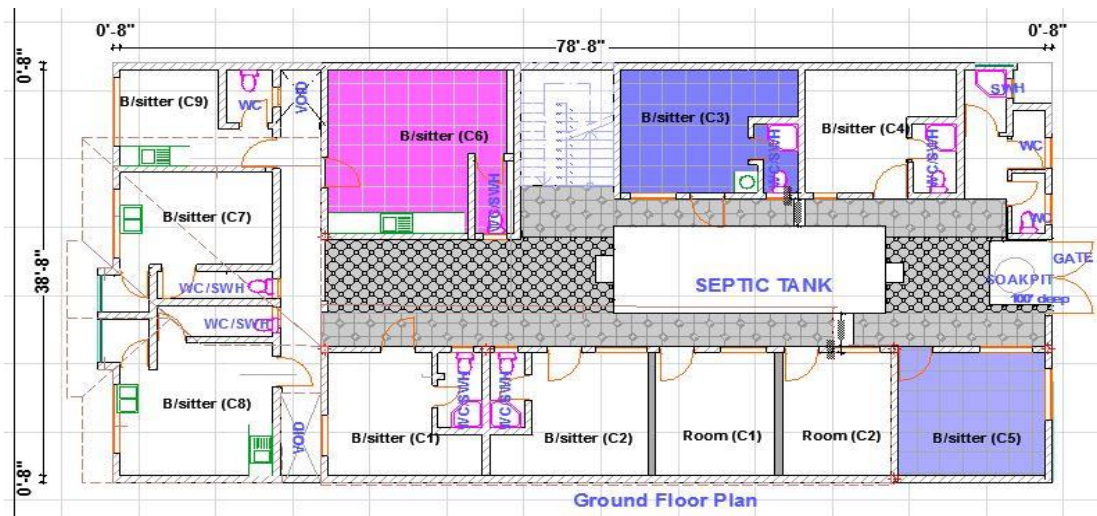 0'-8"
0'-8"
78'-8"
0'-8"
B/sitter (C9)
WC
VOID
B/sitter (C6)
WC/SWH
B/sitter (C3)
WC/SWH
B/sitter (C4)
WC/SWH
SWH
WC
WC
B/sitter (C7)
WC/SWH
38'-8"
SEPTIC TANK
GATE
SOAKPIT
100' deep
WC/SWH
B/sitter (C8)
VOID
B/sitter (C1)
WC/SWH
WC/SWH
B/sitter (C2)
Room (C1)
Room (C2)
B/sitter (C5)
0'-8"
Ground Floor Plan